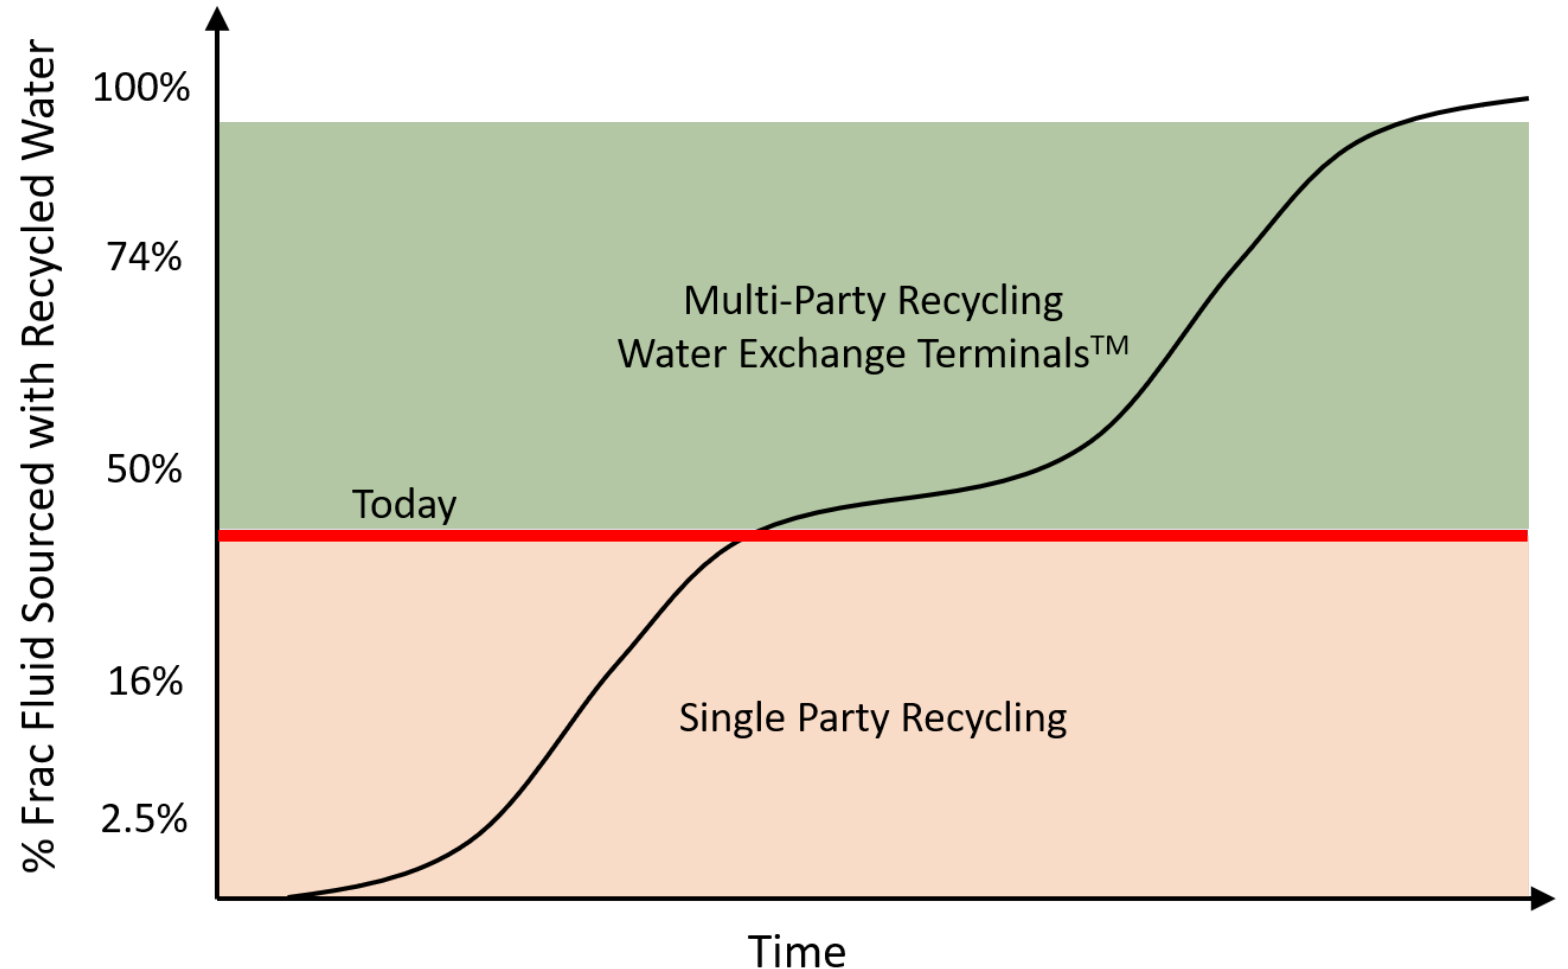 % Frac Fluid Sourced with Recycled Water
100%
74%
50%
16%
2.5%
Multi-Party Recycling
Water Exchange Terminals™
Today
Single Party Recycling
Time